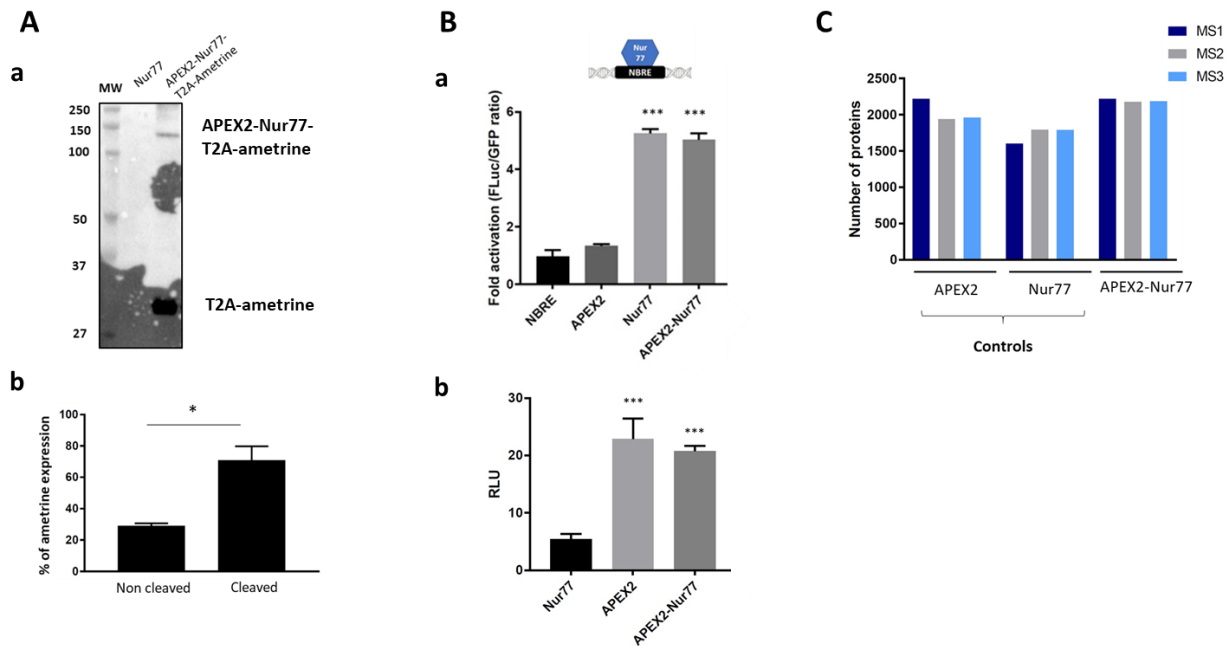 A
a
MW
Nur77
APEX2-Nur77-
T2A-Ametrine
250
150
100
50
37
27
APEX2-Nur77-
T2A-ametrine
T2A-ametrine
b
% of ametrine expression
100
80
60
40
20
0
*
Non cleaved
Cleaved
B
a
Nur
77
NBRE
Fold activation (FLuc/GFP ratio)
6
4
2
0
***
***
NBRE
APEX2
Nur77
APEX2-Nur77
b
RLU
30
20
10
0
***
***
Nur77
APEX2
APEX2-Nur77
C
MS1
MS2
MS3
Number of proteins
2500
2000
1500
1000
500
0
APEX2
Nur77
APEX2-Nur77
Controls